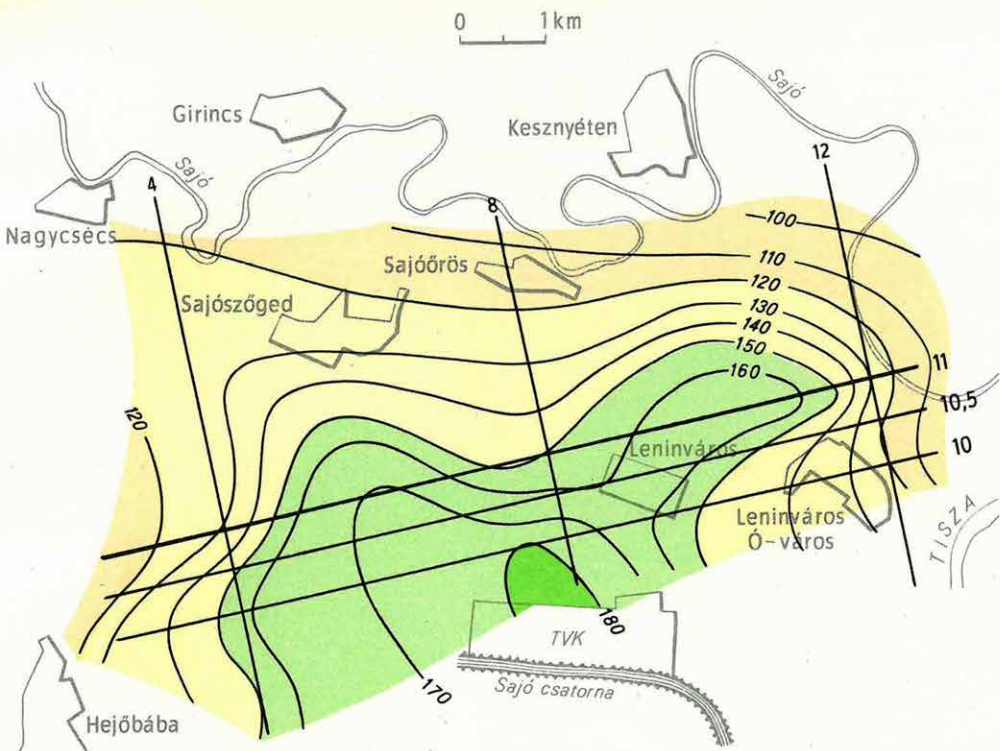 0 1 km
Girincs
Sajó
Kesznyéten
12
Sajó
4
8
Nagycsécs
100
110
Sajóőrös
120
Sajószöged
130
140
150
160
11
10,5
120
Leninváros
10
Leninváros
Ó-város
TISZA
180
TVK
170
Sajó csatorna
Hejőbába